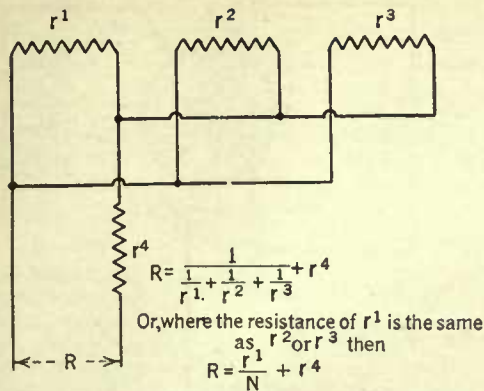 r¹ r² r³
r⁴
R = 1 / (1/r¹. + 1/r² + 1/r³) + r⁴
Or, where the resistance of r¹ is the same
as r² or r³ then
R = r¹/N + r⁴
R